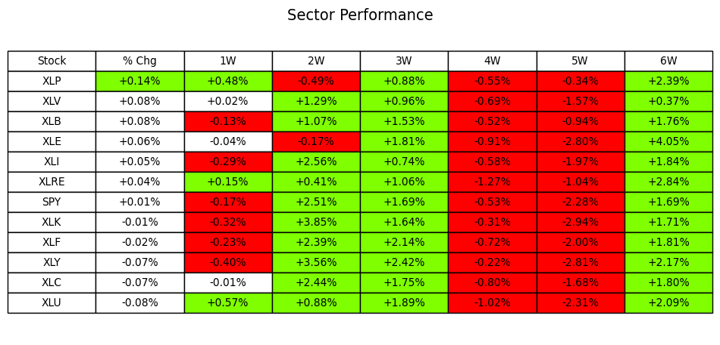 Sector Performance
Stock % Chg 1W 2W 3W 4W 5W 6W
XLP +0.14% +0.48% -0.49% +0.88% -0.55% -0.34% +2.39%
XLV +0.08% +0.02% +1.29% +0.96% -0.69% -1.57% +0.37%
XLB +0.08% -0.13% +1.07% +1.53% -0.52% -0.94% +1.76%
XLE +0.06% -0.04% -0.17% +1.81% -0.91% -2.80% +4.05%
XLI +0.05% -0.29% +2.56% +0.74% -0.58% -1.97% +1.84%
XLRE +0.04% +0.15% +0.41% +1.06% -1.27% -1.04% +2.84%
SPY +0.01% -0.17% +2.51% +1.69% -0.53% -2.28% +1.69%
XLK -0.01% -0.32% +3.85% +1.64% -0.31% -2.94% +1.71%
XLF -0.02% -0.23% +2.39% +2.14% -0.72% -2.00% +1.81%
XLY -0.07% -0.40% +3.56% +2.42% -0.22% -2.81% +2.17%
XLC -0.07% -0.01% +2.44% +1.75% -0.80% -1.68% +1.80%
XLU -0.08% +0.57% +0.88% +1.89% -1.02% -2.31% +2.09%